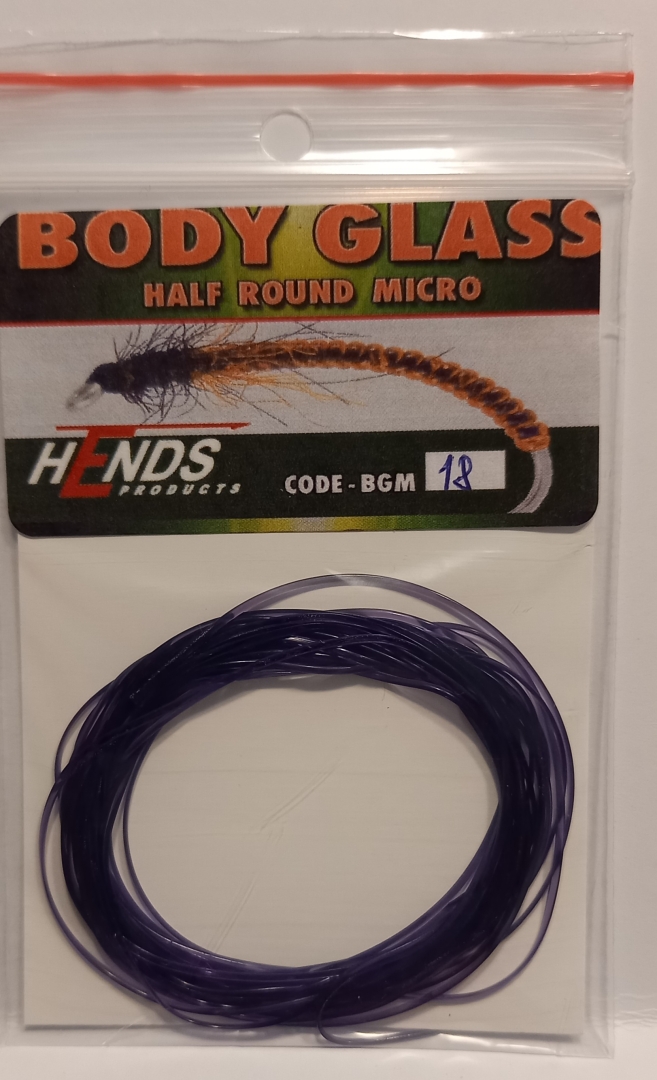 BODY GLASS
HALF ROUND MICRO
HENDS
PRODUCTS
CODE-BGM 18